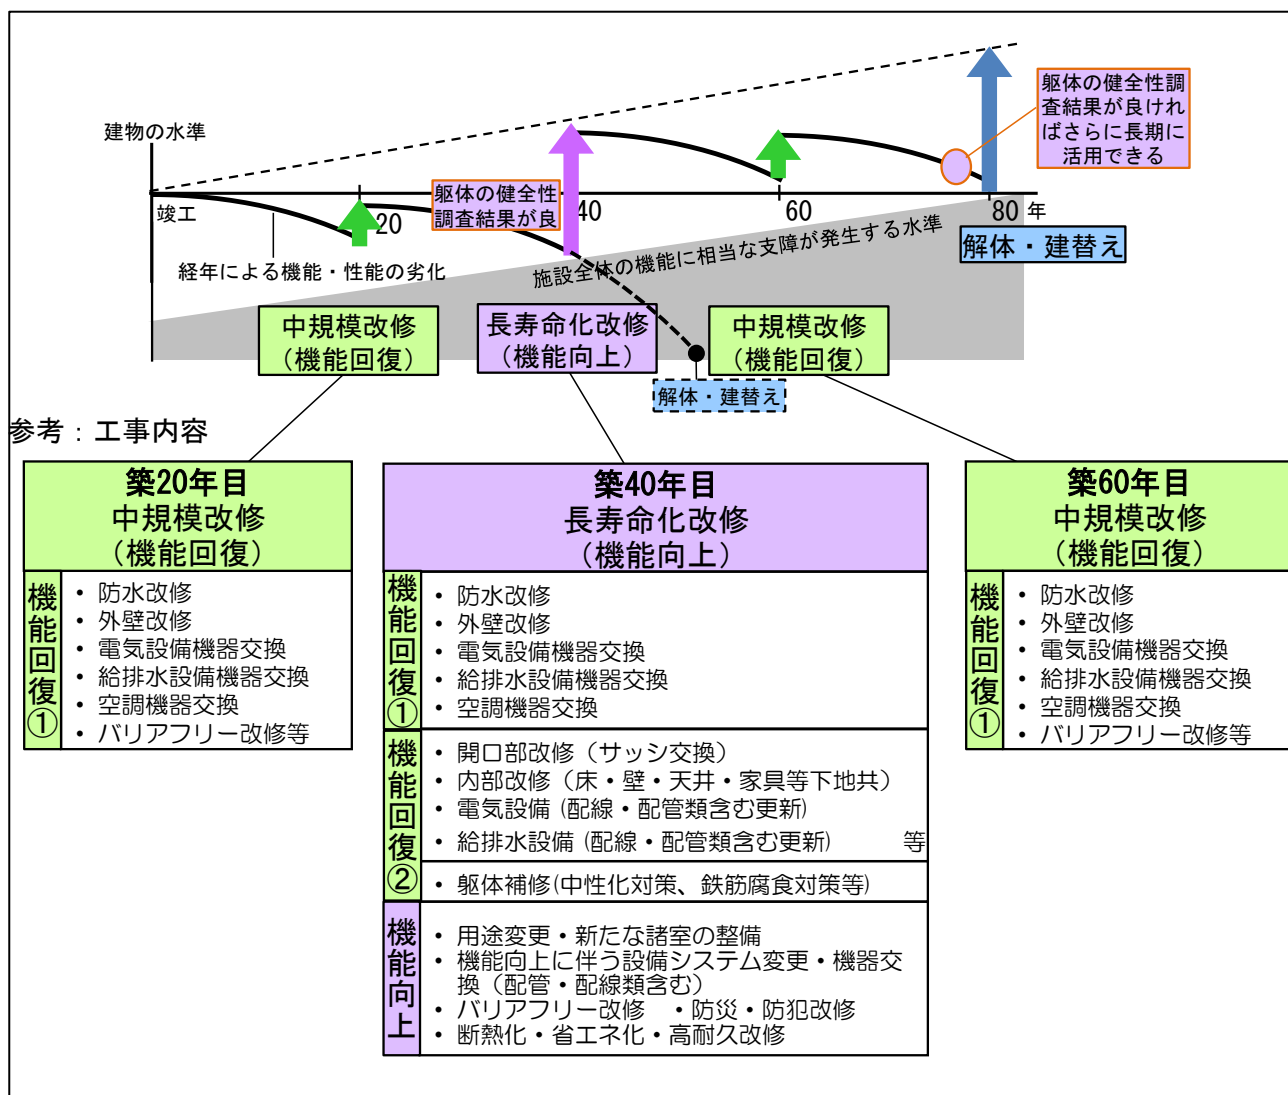 建物の水準
躯体の健全性調
査結果が良けれ
ばさらに長期に
活用できる
躯体の健全性
調査結果が良
竣工
20
40
60
80 年
経年による機能・性能の劣化
施設全体の機能に相当な支障が発生する水準
解体・建替え
中規模改修
(機能回復)
長寿命化改修
(機能向上)
中規模改修
(機能回復)
解体・建替え
参考：工事内容
築20年目
中規模改修
(機能回復)
機能回復①
・ 防水改修
・ 外壁改修
・ 電気設備機器交換
・ 給排水設備機器交換
・ 空調機器交換
・ バリアフリー改修等
築40年目
長寿命化改修
(機能向上)
機能回復①
・ 防水改修
・ 外壁改修
・ 電気設備機器交換
・ 給排水設備機器交換
・ 空調機器交換
機能回復②
・ 開口部改修（サッシ交換）
・ 内部改修（床・壁・天井・家具等下地共）
・ 電気設備 (配線・配管類含む更新)
・ 給排水設備 (配線・配管類含む更新) 等
・ 躯体補修(中性化対策、鉄筋腐食対策等)
機能向上
・ 用途変更・新たな諸室の整備
・ 機能向上に伴う設備システム変更・機器交
換（配管・配線類含む）
・ バリアフリー改修 ・防災・防犯改修
・ 断熱化・省エネ化・高耐久改修
築60年目
中規模改修
(機能回復)
機能回復①
・ 防水改修
・ 外壁改修
・ 電気設備機器交換
・ 給排水設備機器交換
・ 空調機器交換
・ バリアフリー改修等